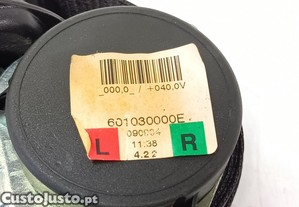 _000.0_ / +040.0V
601030000E
090904
L
11:38
R
4.22
CustoJusto.pt